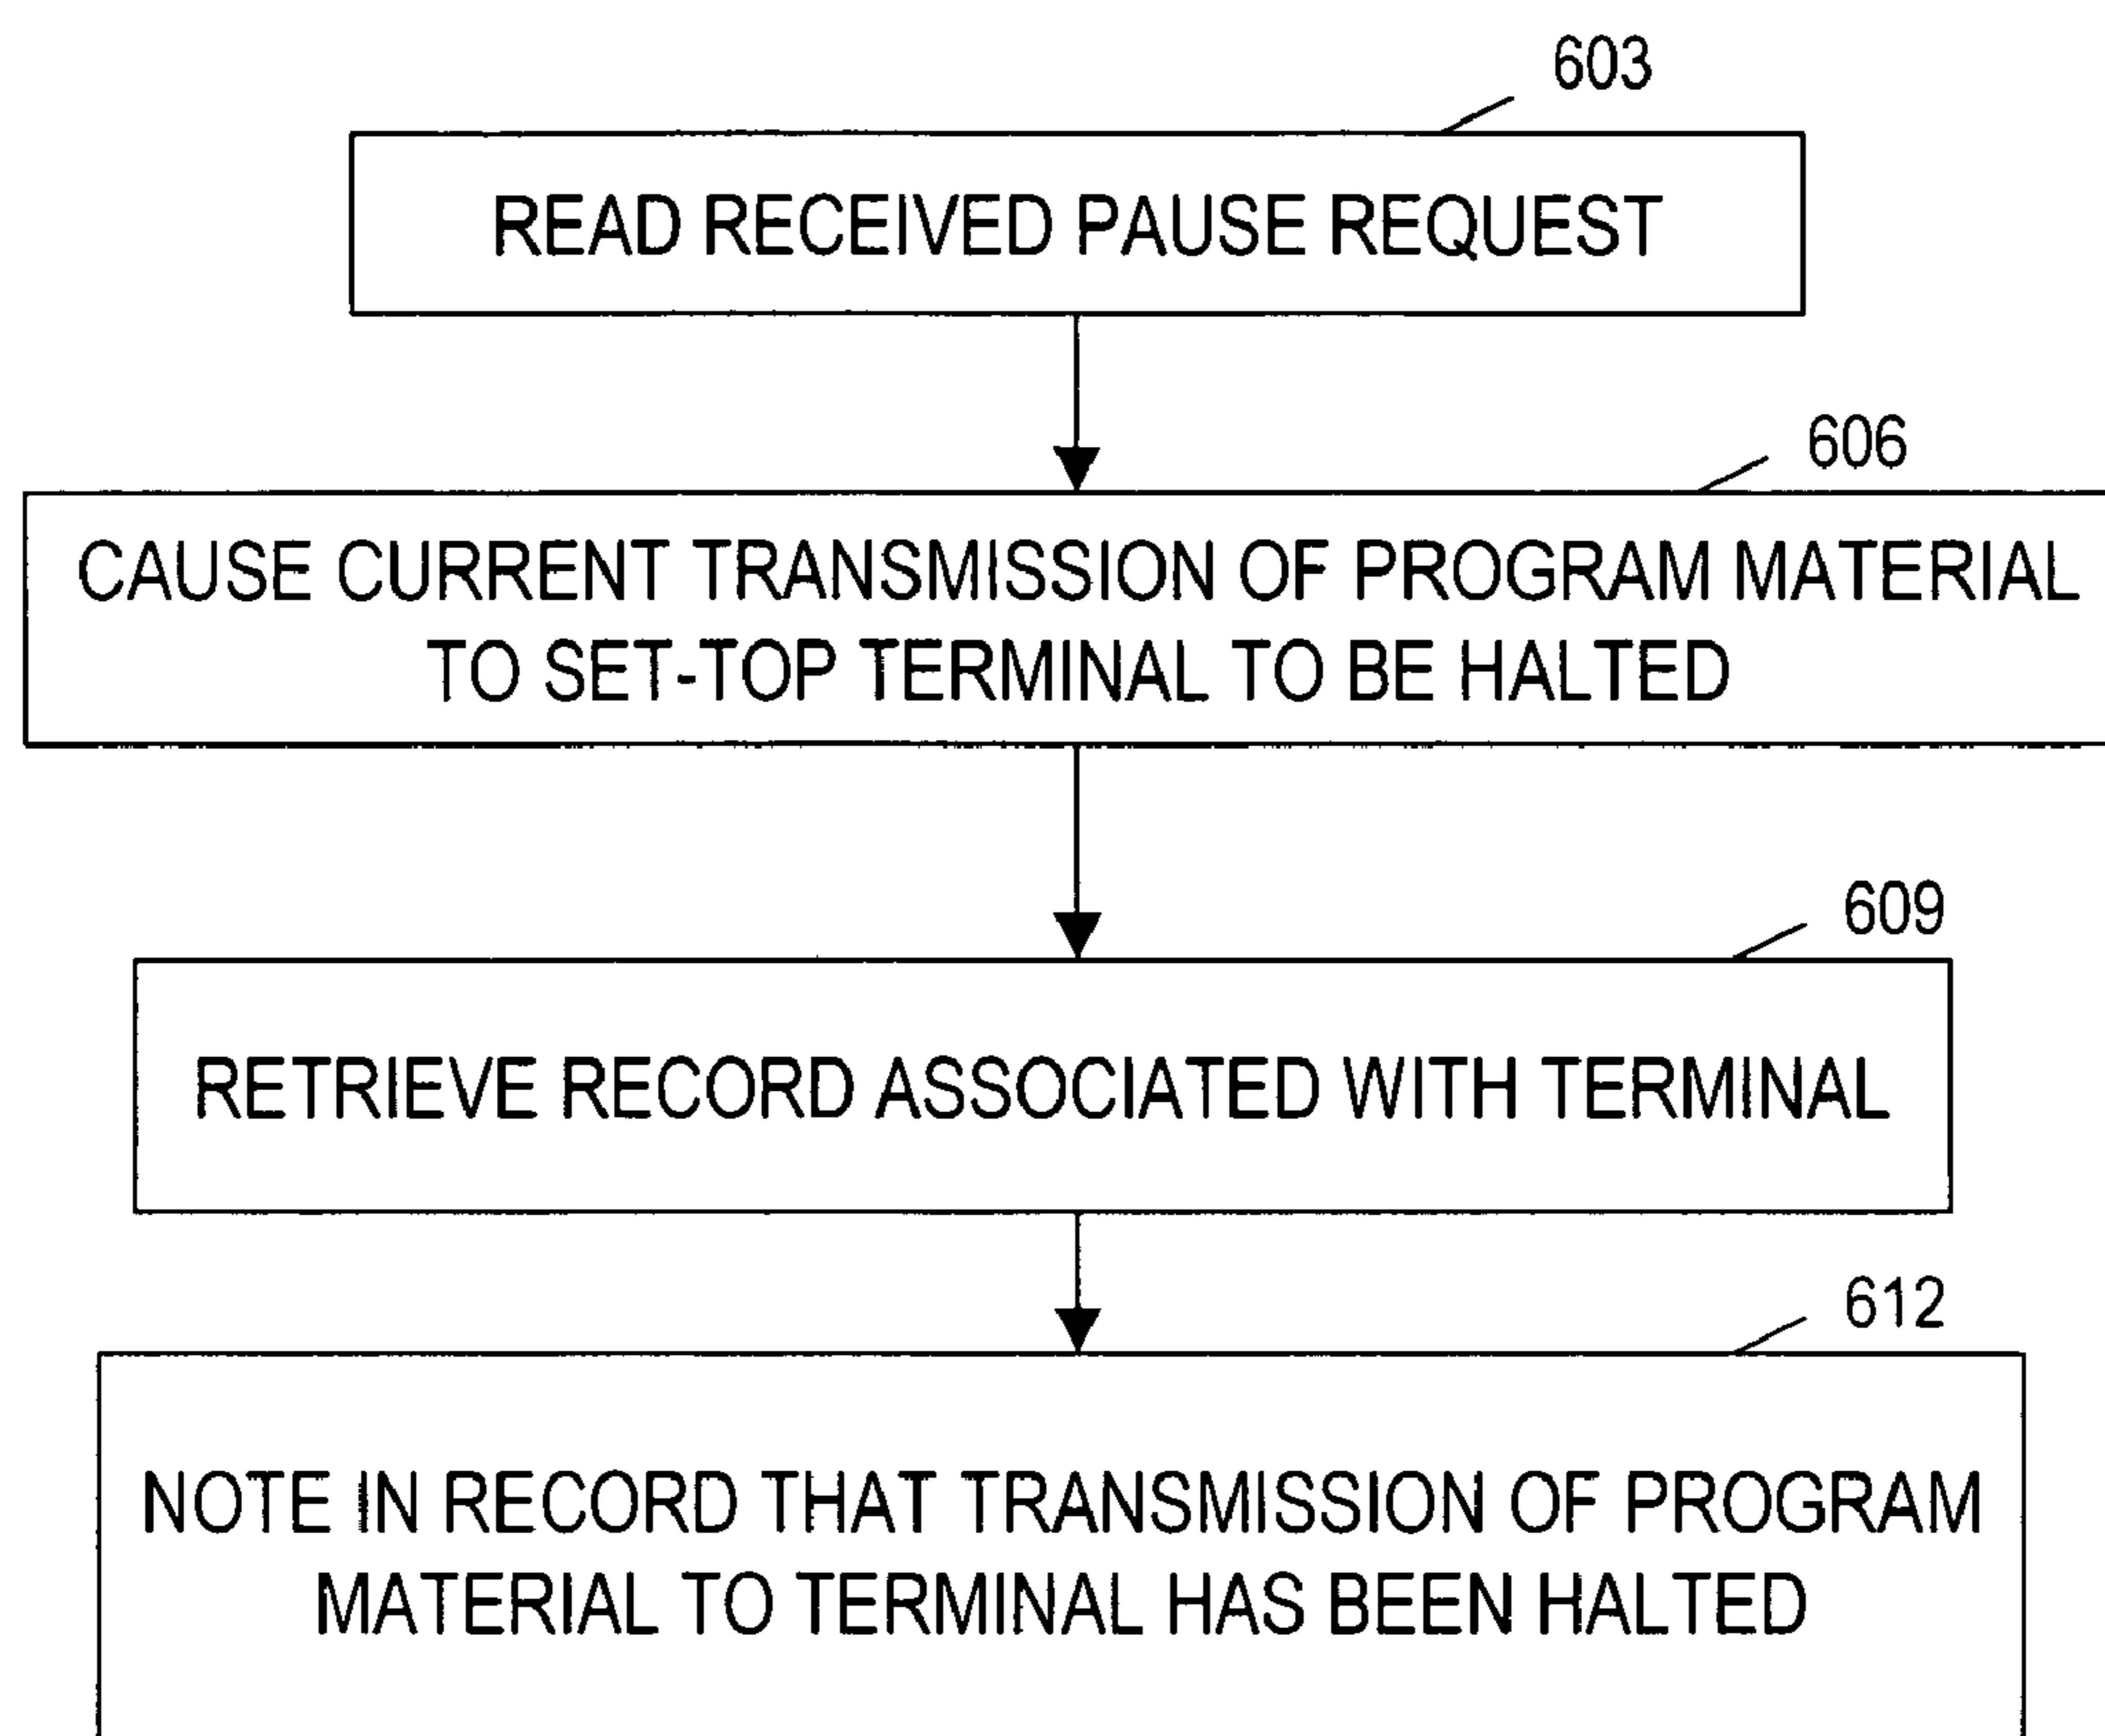 603
READ RECEIVED PAUSE REQUEST
606
CAUSE CURRENT TRANSMISSION OF PROGRAM MATERIAL
TO SET-TOP TERMINAL TO BE HALTED
609
RETRIEVE RECORD ASSOCIATED WITH TERMINAL
612
NOTE IN RECORD THAT TRANSMISSION OF PROGRAM
MATERIAL TO TERMINAL HAS BEEN HALTED